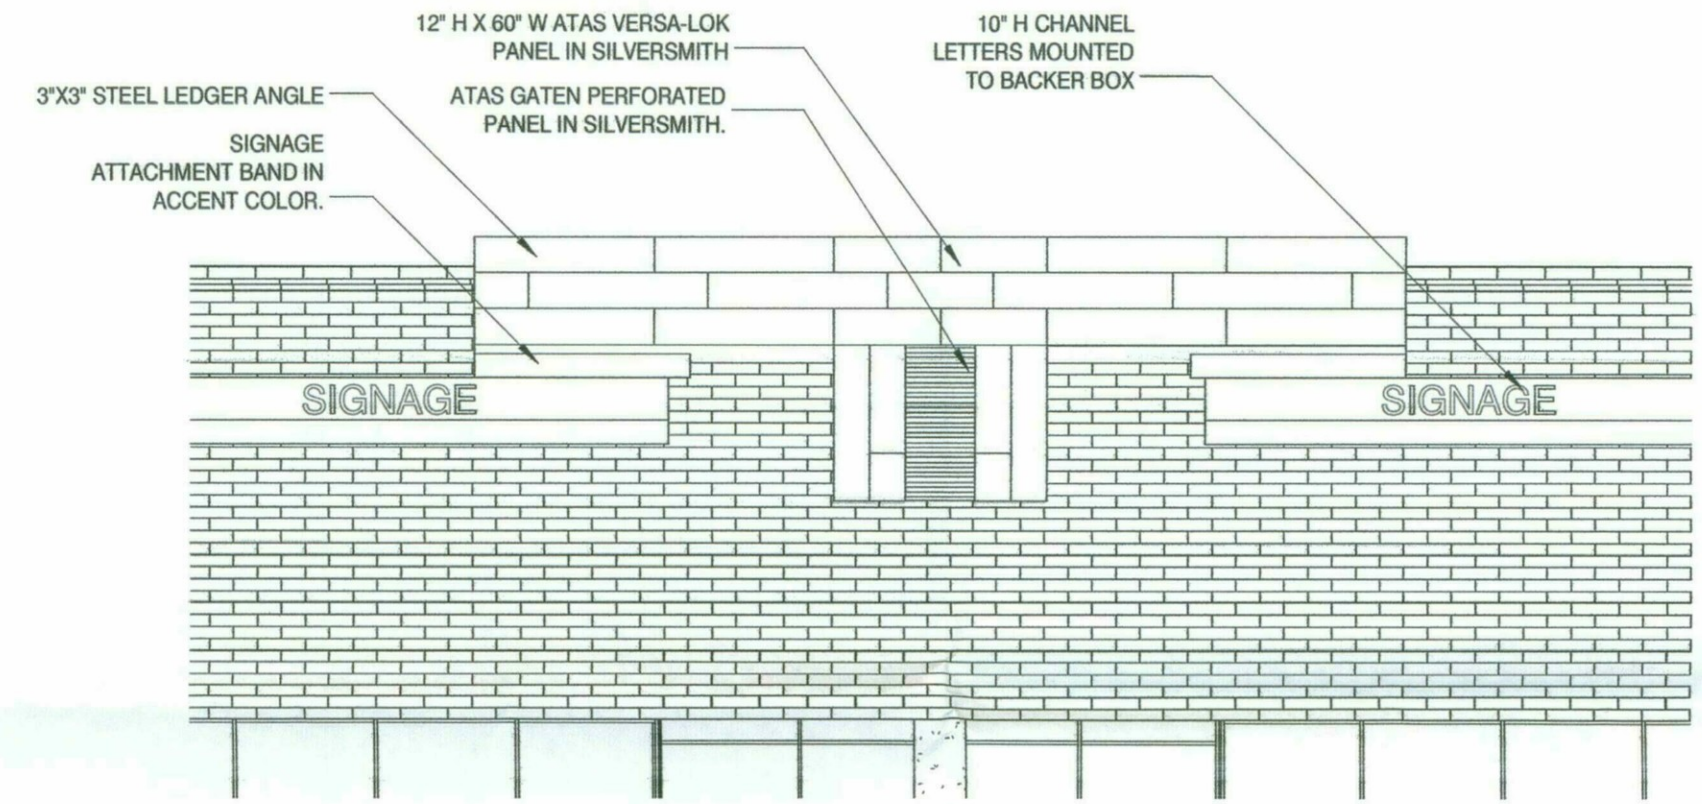 12" H X 60" W ATAS VERSA-LOK
PANEL IN SILVERSMITH
10" H CHANNEL
LETTERS MOUNTED
TO BACKER BOX
3"X3" STEEL LEDGER ANGLE
ATAS GATEN PERFORATED
PANEL IN SILVERSMITH.
SIGNAGE
ATTACHMENT BAND IN
ACCENT COLOR.
SIGNAGE
SIGNAGE